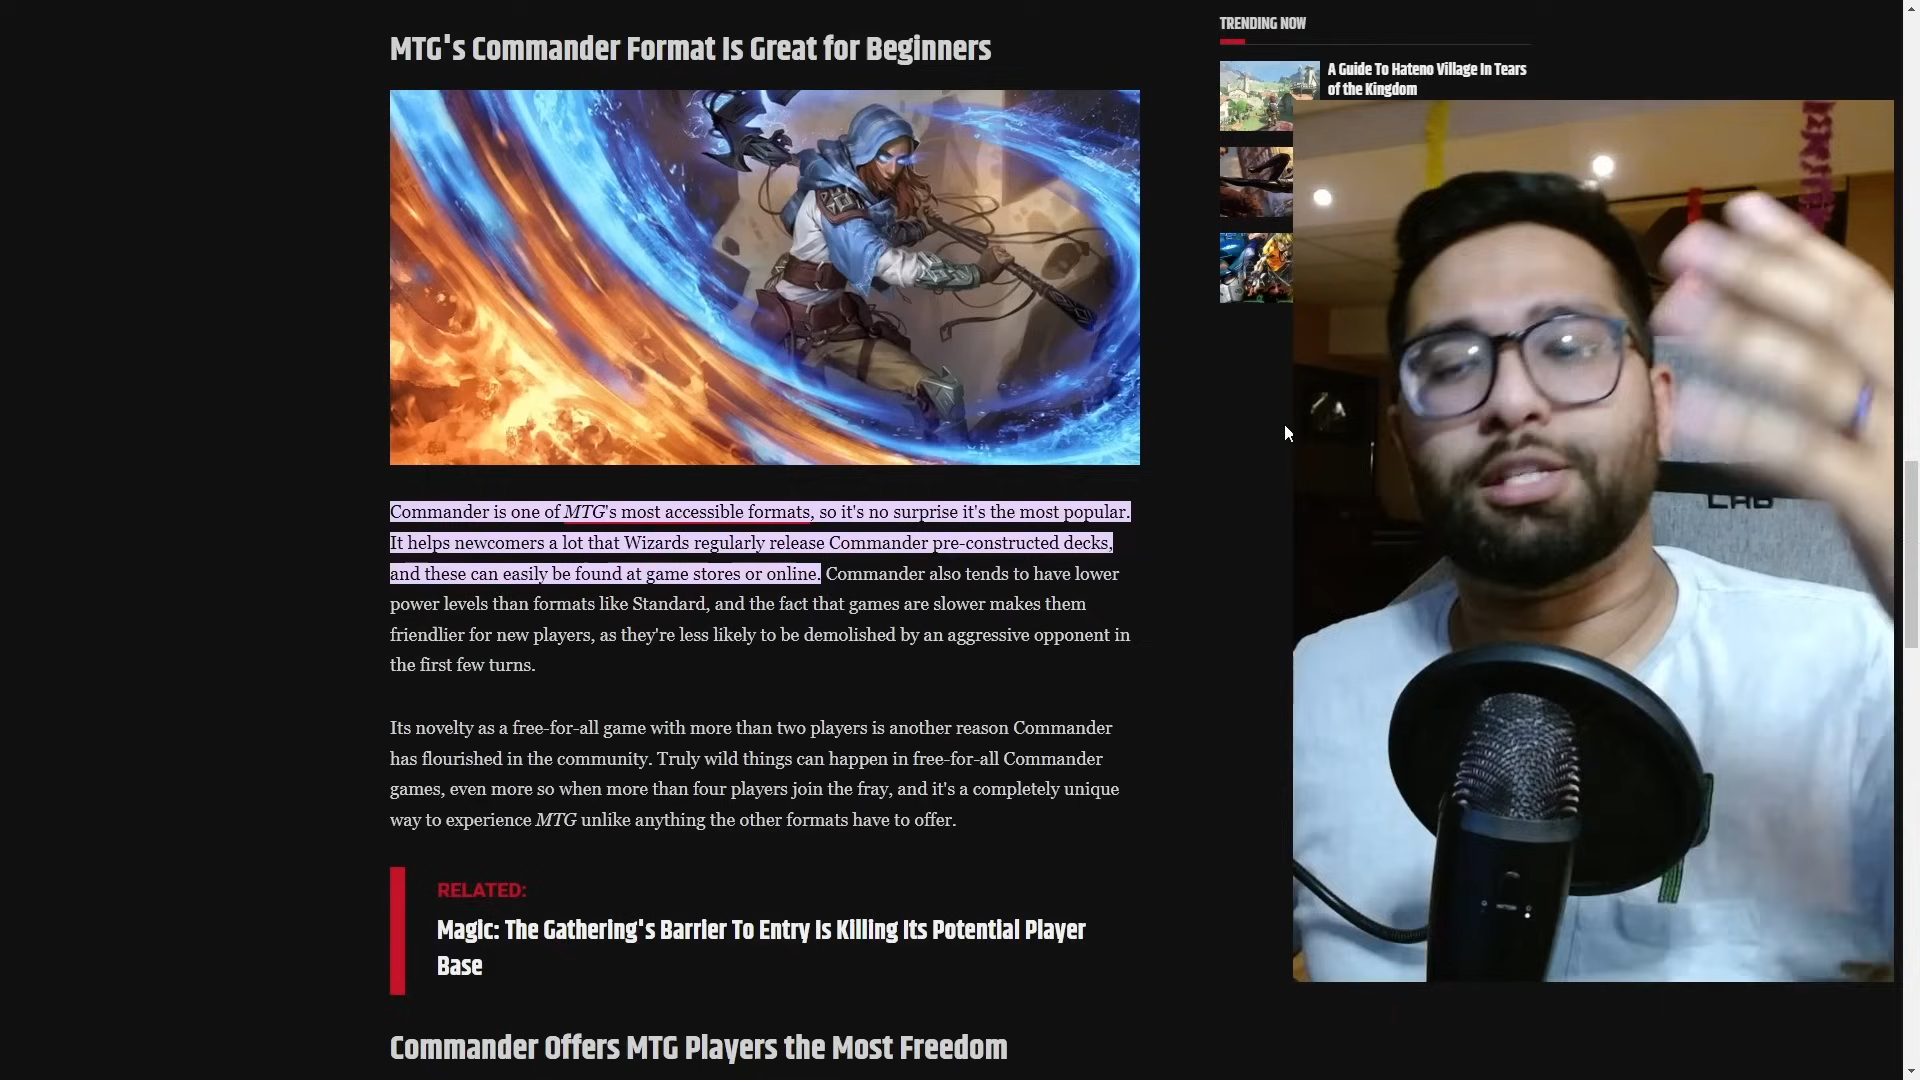 MTG's Commander Format Is Great for Beginners
TRENDING NOW
A Guide To Hateno Village In Tears
of the Kingdom
LAB
Commander is one of MTG's most accessible formats, so it's no surprise it's the most popular.
It helps newcomers a lot that Wizards regularly release Commander pre-constructed decks,
and these can easily be found at game stores or online. Commander also tends to have lower
power levels than formats like Standard, and the fact that games are slower makes them
friendlier for new players, as they're less likely to be demolished by an aggressive opponent in
the first few turns.
Its novelty as a free-for-all game with more than two players is another reason Commander
has flourished in the community. Truly wild things can happen in free-for-all Commander
games, even more so when more than four players join the fray, and it's a completely unique
way to experience MTG unlike anything the other formats have to offer.
RELATED:
Magic: The Gathering's Barrier To Entry Is Killing Its Potential Player
Base
Commander Offers MTG Players the Most Freedom